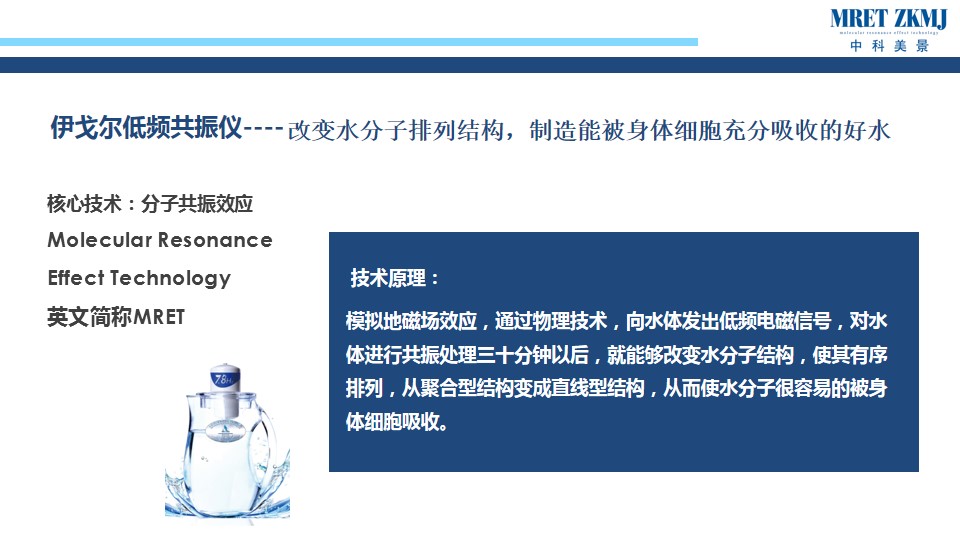 MRET ZKMJ
molecular resonance effect technology
中科美景
伊戈尔低频共振仪----改变水分子排列结构，制造能被身体细胞充分吸收的好水
核心技术：分子共振效应
Molecular Resonance
Effect Technology
英文简称MRET
技术原理：
模拟地磁场效应，通过物理技术，向水体发出低频电磁信号，对水
体进行共振处理三十分钟以后，就能够改变水分子结构，使其有序
排列，从聚合型结构变成直线型结构，从而使水分子很容易的被身
体细胞吸收。
7.8H